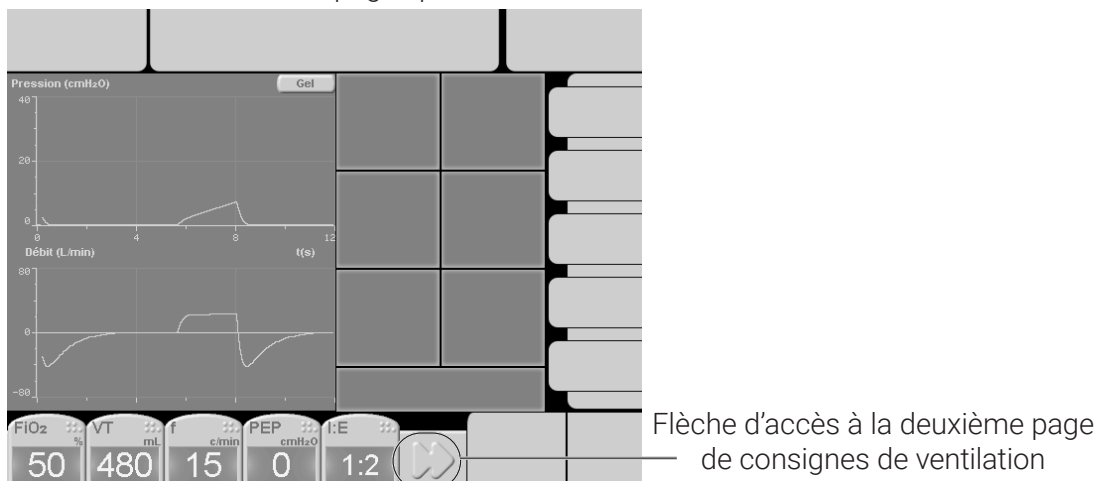 Pression (cmH₂O)
Gel
40
20
0
0 4 8 12
Débit (L/min) t(s)
80
0
-80
FiO₂ % 50
VT mL 480
f c/min 15
PEP cmH₂O 0
I:E 1:2
Flèche d'accès à la deuxième page
de consignes de ventilation